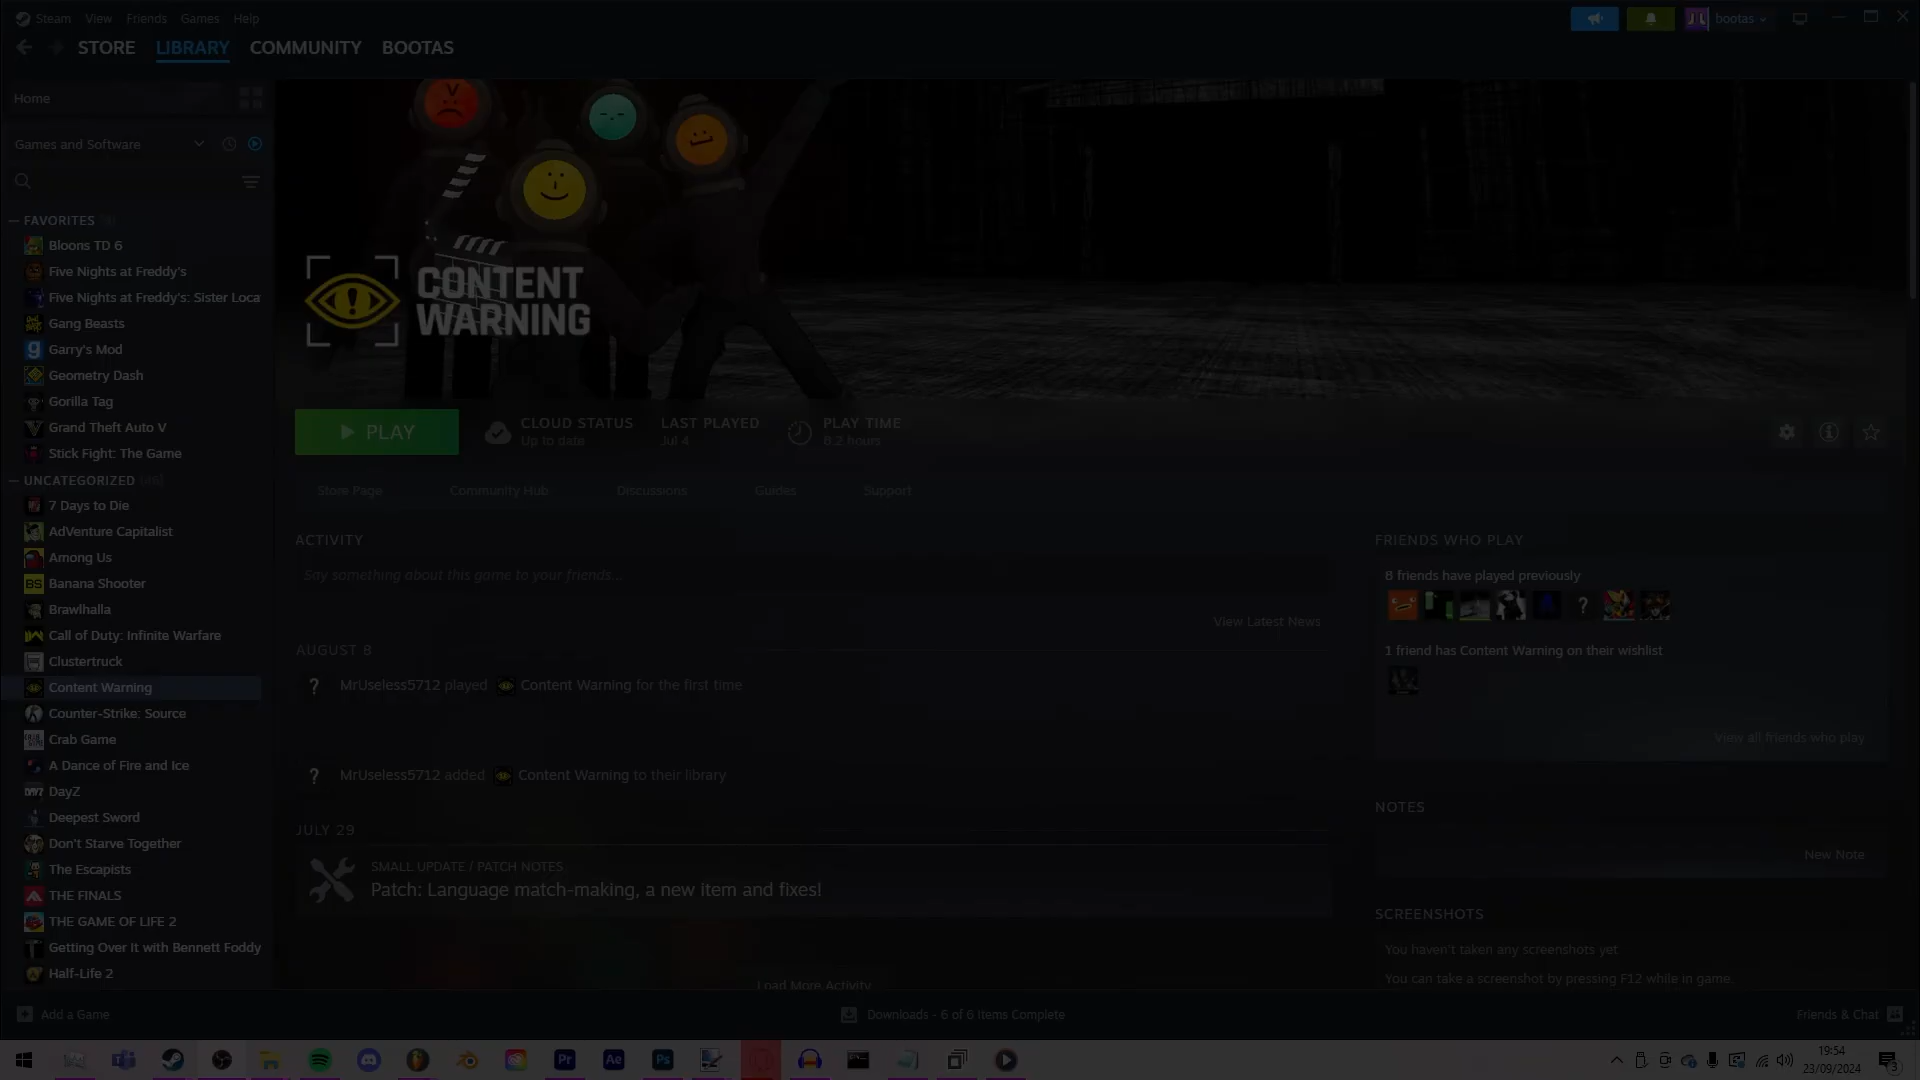 Steam View Friends Games Help
bootas
STORE LIBRARY COMMUNITY BOOTAS
Home
Games and Software
FAVORITES
Bloons TD 6
Five Nights at Freddy's
Five Nights at Freddy's: Sister Loca
Gang Beasts
Garry's Mod
Geometry Dash
Gorilla Tag
Grand Theft Auto V
Stick Fight: The Game
UNCATEGORIZED (46)
7 Days to Die
AdVenture Capitalist
Among Us
BS Banana Shooter
Brawlhalla
Call of Duty: Infinite Warfare
Clustertruck
Content Warning
Counter-Strike: Source
Crab Game
A Dance of Fire and Ice
DayZ
Deepest Sword
Don't Starve Together
The Escapists
THE FINALS
THE GAME OF LIFE 2
Getting Over It with Bennett Foddy
Half-Life 2
Add a Game
CONTENT
WARNING
PLAY
CLOUD STATUS
Up to date
LAST PLAYED
Jul 4
PLAY TIME
8.2 hours
Store Page Community Hub Discussions Guides Support
ACTIVITY
Say something about this game to your friends...
View Latest News
AUGUST 8
? MrUseless5712 played Content Warning for the first time
? MrUseless5712 added Content Warning to their library
JULY 29
SMALL UPDATE / PATCH NOTES
Patch: Language match-making, a new item and fixes!
Load More Activity
FRIENDS WHO PLAY
8 friends have played previously
?
1 friend has Content Warning on their wishlist
View all friends who play
NOTES
New Note
SCREENSHOTS
You haven't taken any screenshots yet
You can take a screenshot by pressing F12 while in game.
Downloads - 6 of 6 Items Complete
Friends & Chat
Pr Ae Ps
19:54
23/09/2024
3